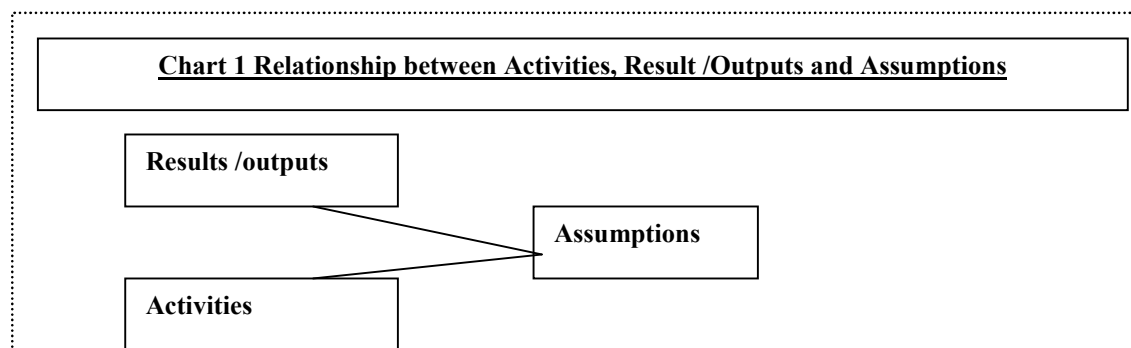 Chart 1 Relationship between Activities, Result /Outputs and Assumptions
Results /outputs
Assumptions
Activities